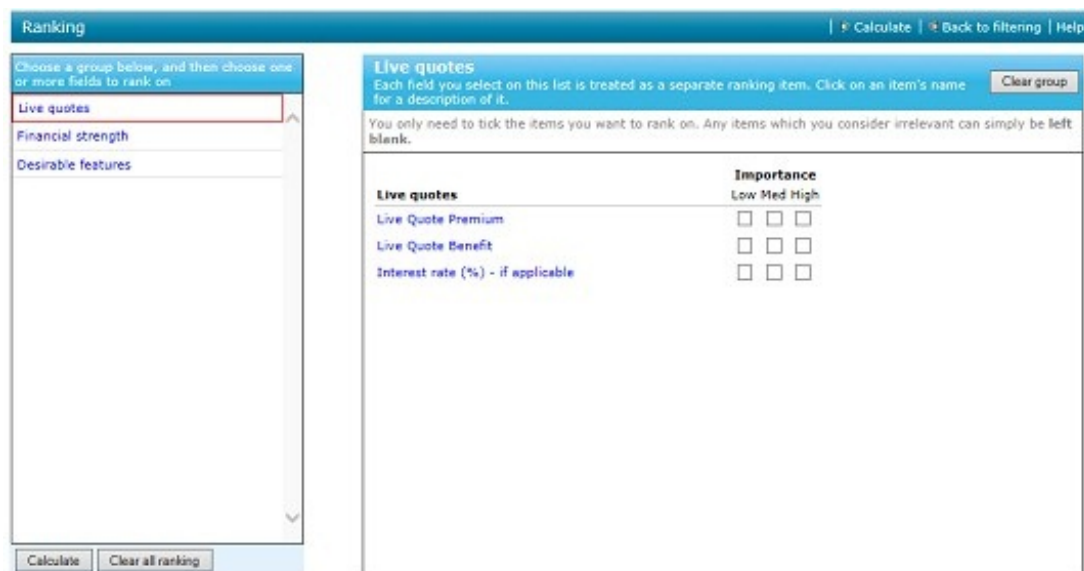 Ranking
| Calculate | Back to filtering | Help
Choose a group below, and then choose one
or more fields to rank on
Live quotes
Financial strength
Desirable features
Calculate
Clear all ranking
Live quotes
Each field you select on this list is treated as a separate ranking item. Click on an item's name
for a description of it.
Clear group
You only need to tick the items you want to rank on. Any items which you consider irrelevant can simply be left
blank.
Importance
Live quotes Low Med High
Live Quote Premium
Live Quote Benefit
Interest rate (%) - if applicable